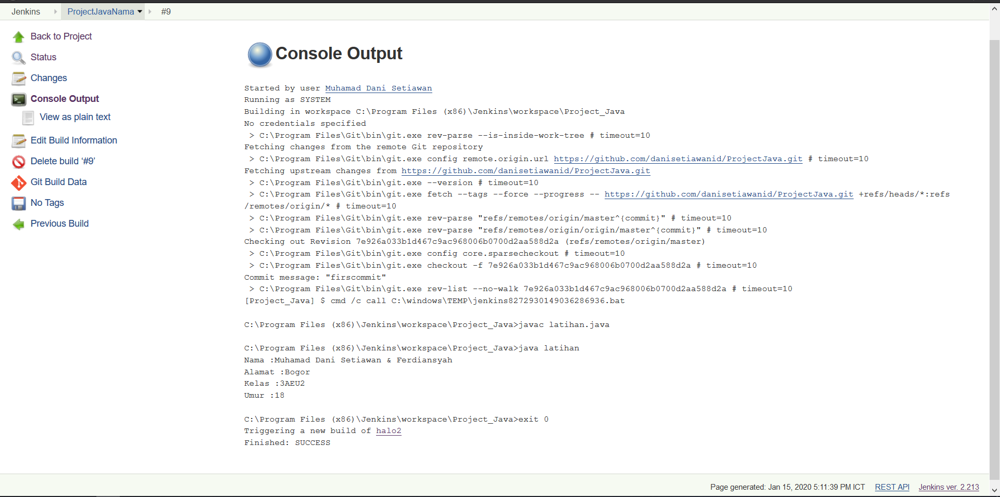 Jenkins ProjectJavaNama #9
Back to Project
Status
Changes
Console Output
View as plain text
Edit Build Information
Delete build ‘#9’
Git Build Data
No Tags
Previous Build
Console Output
Started by user Muhamad Dani Setiawan
Running as SYSTEM
Building in workspace C:\Program Files (x86)\Jenkins\workspace\Project_Java
No credentials specified
> C:\Program Files\Git\bin\git.exe rev-parse --is-inside-work-tree # timeout=10
Fetching changes from the remote Git repository
> C:\Program Files\Git\bin\git.exe config remote.origin.url https://github.com/danisetiawanid/ProjectJava.git # timeout=10
Fetching upstream changes from https://github.com/danisetiawanid/ProjectJava.git
> C:\Program Files\Git\bin\git.exe --version # timeout=10
> C:\Program Files\Git\bin\git.exe fetch --tags --force --progress -- https://github.com/danisetiawanid/ProjectJava.git +refs/heads/*:refs
/remotes/origin/* # timeout=10
> C:\Program Files\Git\bin\git.exe rev-parse "refs/remotes/origin/master^{commit}" # timeout=10
> C:\Program Files\Git\bin\git.exe rev-parse "refs/remotes/origin/origin/master^{commit}" # timeout=10
Checking out Revision 7e926a033b1d467c9ac968006b0700d2aa588d2a (refs/remotes/origin/master)
> C:\Program Files\Git\bin\git.exe config core.sparsecheckout # timeout=10
> C:\Program Files\Git\bin\git.exe checkout -f 7e926a033b1d467c9ac968006b0700d2aa588d2a # timeout=10
Commit message: "firscommit"
> C:\Program Files\Git\bin\git.exe rev-list --no-walk 7e926a033b1d467c9ac968006b0700d2aa588d2a # timeout=10
[Project_Java] $ cmd /c call C:\windows\TEMP\jenkins8272930149036286936.bat
C:\Program Files (x86)\Jenkins\workspace\Project_Java>javac latihan.java
C:\Program Files (x86)\Jenkins\workspace\Project_Java>java latihan
Nama :Muhamad Dani Setiawan & Ferdiansyah
Alamat :Bogor
Kelas :3AEU2
Umur :18
C:\Program Files (x86)\Jenkins\workspace\Project_Java>exit 0
Triggering a new build of halo2
Finished: SUCCESS
Page generated: Jan 15, 2020 5:11:39 PM ICT REST API Jenkins ver. 2.213